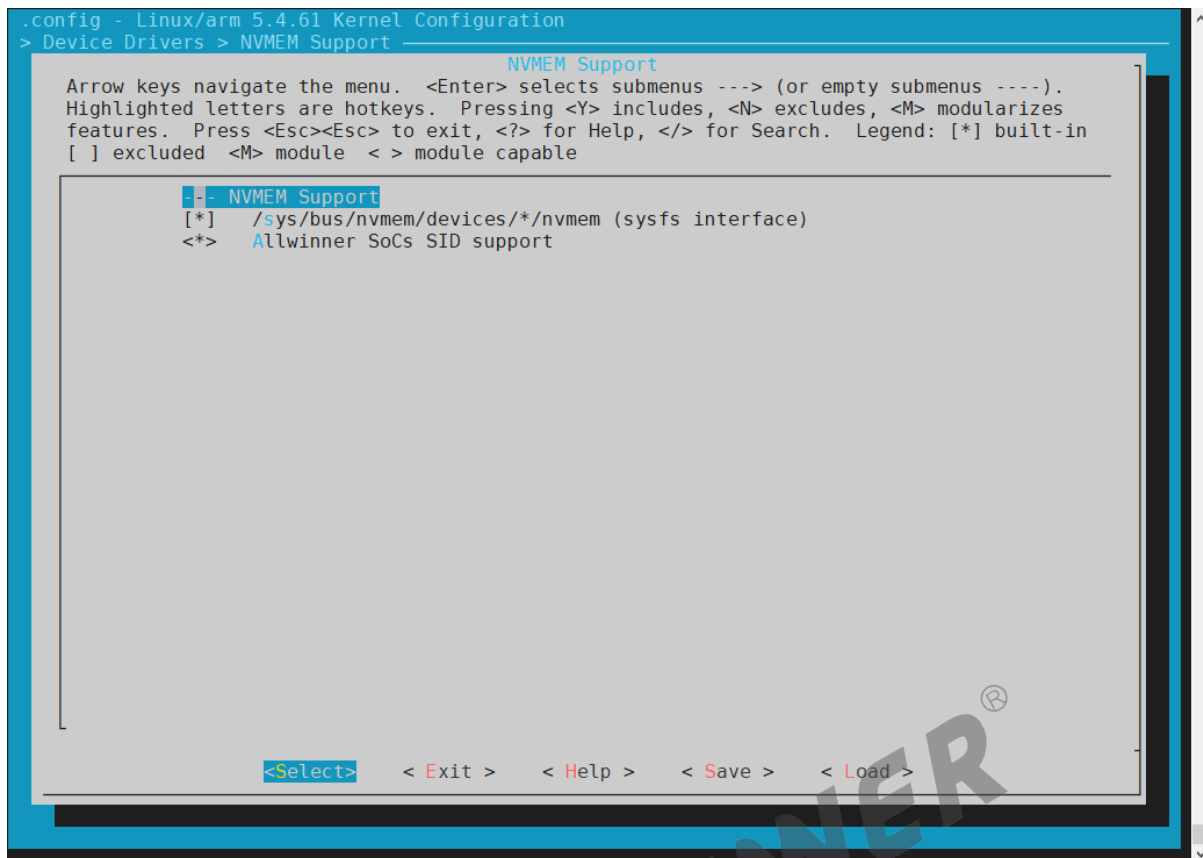 .config - Linux/arm 5.4.61 Kernel Configuration
> Device Drivers > NVMEM Support
NVMEM Support
Arrow keys navigate the menu.  <Enter> selects submenus ---> (or empty submenus ----).
Highlighted letters are hotkeys.  Pressing <Y> includes, <N> excludes, <M> modularizes
features.  Press <Esc><Esc> to exit, <?> for Help, </> for Search.  Legend: [*] built-in
[ ] excluded  <M> module  < > module capable
--- NVMEM Support
[*]   /sys/bus/nvmem/devices/*/nvmem (sysfs interface)
<*>   Allwinner SoCs SID support
<Select>    < Exit >    < Help >    < Save >    < Load >